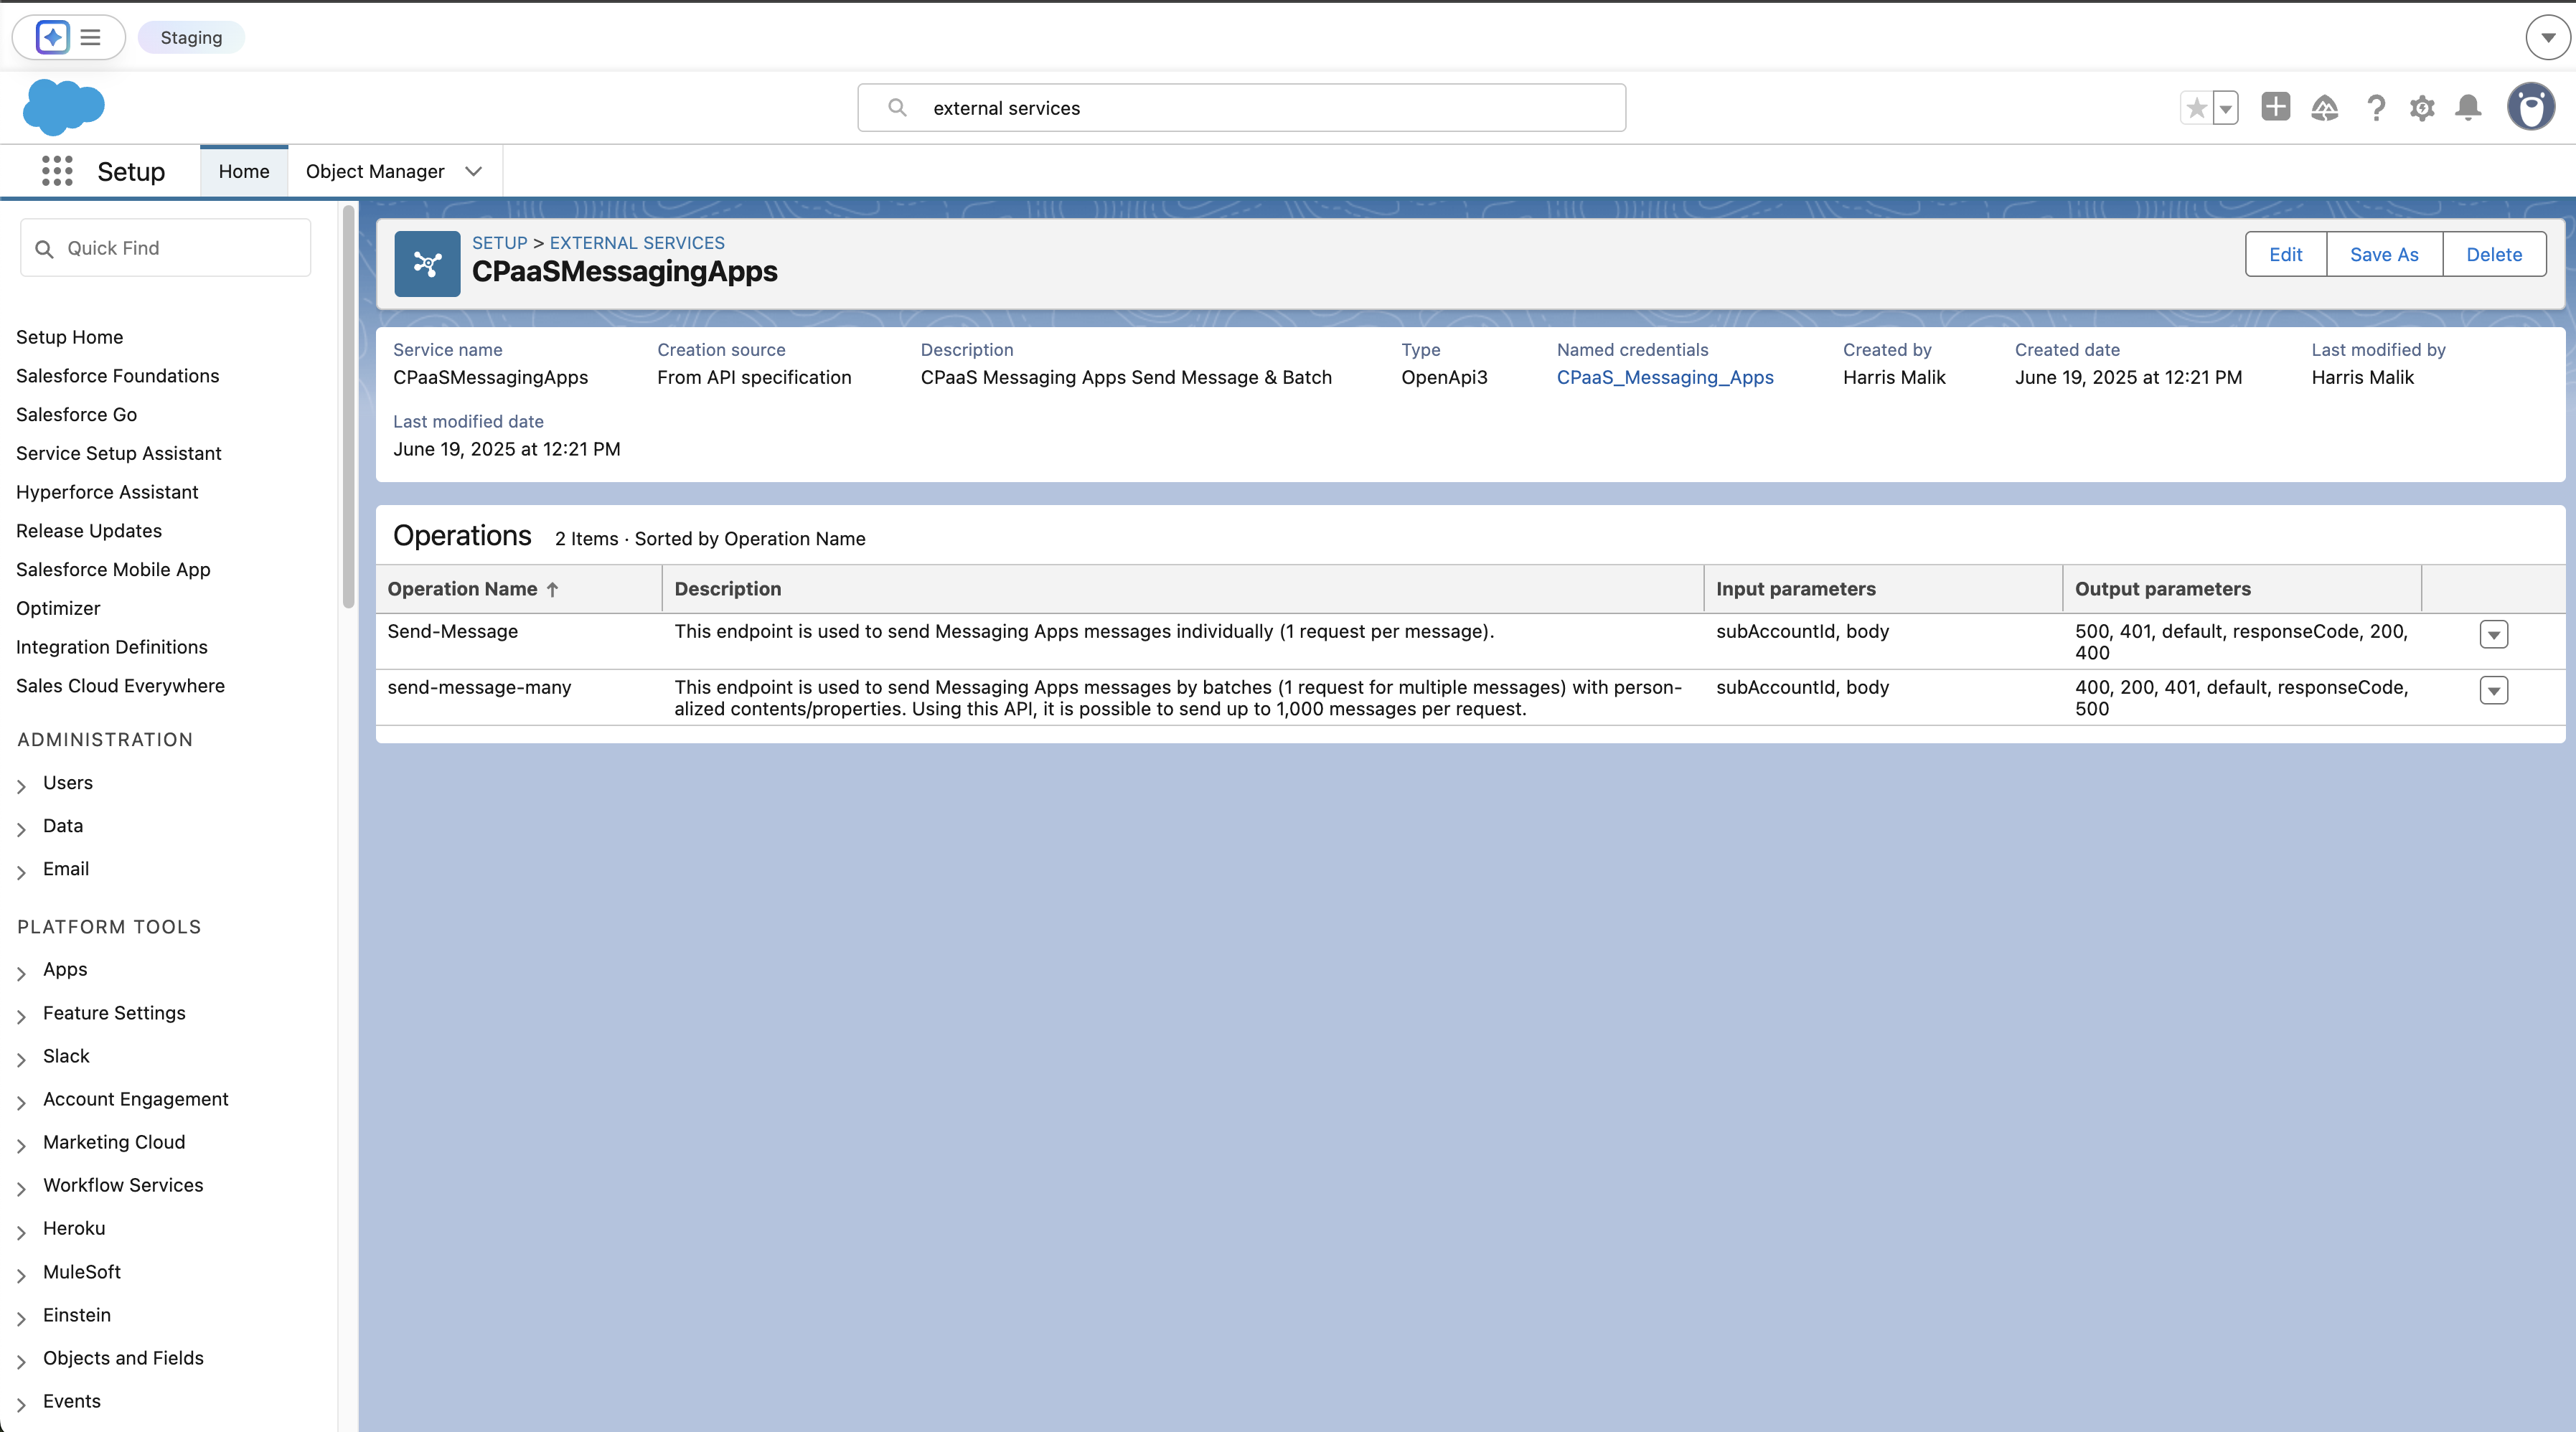 Staging
external services
Setup
Home
Object Manager
Quick Find
Setup Home
Salesforce Foundations
Salesforce Go
Service Setup Assistant
Hyperforce Assistant
Release Updates
Salesforce Mobile App
Optimizer
Integration Definitions
Sales Cloud Everywhere
ADMINISTRATION
Users
Data
Email
PLATFORM TOOLS
Apps
Feature Settings
Slack
Account Engagement
Marketing Cloud
Workflow Services
Heroku
MuleSoft
Einstein
Objects and Fields
Events
SETUP > EXTERNAL SERVICES
CPaaSMessagingApps
Edit
Save As
Delete
Service name
CPaaSMessagingApps
Creation source
From API specification
Description
CPaaS Messaging Apps Send Message & Batch
Type
OpenApi3
Named credentials
CPaaS_Messaging_Apps
Created by
Harris Malik
Created date
June 19, 2025 at 12:21 PM
Last modified by
Harris Malik
Last modified date
June 19, 2025 at 12:21 PM
Operations 2 Items · Sorted by Operation Name
Operation Name ↑ Description Input parameters Output parameters
Send-Message
This endpoint is used to send Messaging Apps messages individually (1 request per message).
subAccountId, body
500, 401, default, responseCode, 200,
400
send-message-many
This endpoint is used to send Messaging Apps messages by batches (1 request for multiple messages) with person-
alized contents/properties. Using this API, it is possible to send up to 1,000 messages per request.
subAccountId, body
400, 200, 401, default, responseCode,
500